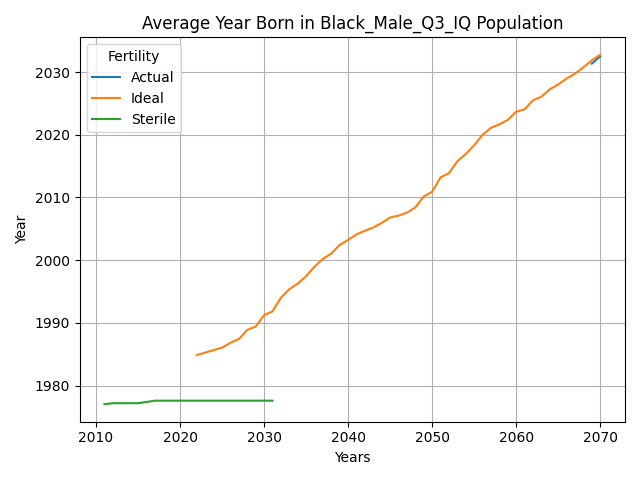 Average Year Born in Black_Male_Q3_IQ Population
Fertility
Actual
Ideal
Sterile
Year
2030
2020
2010
2000
1990
1980
2010 2020 2030 2040 2050 2060 2070
Years